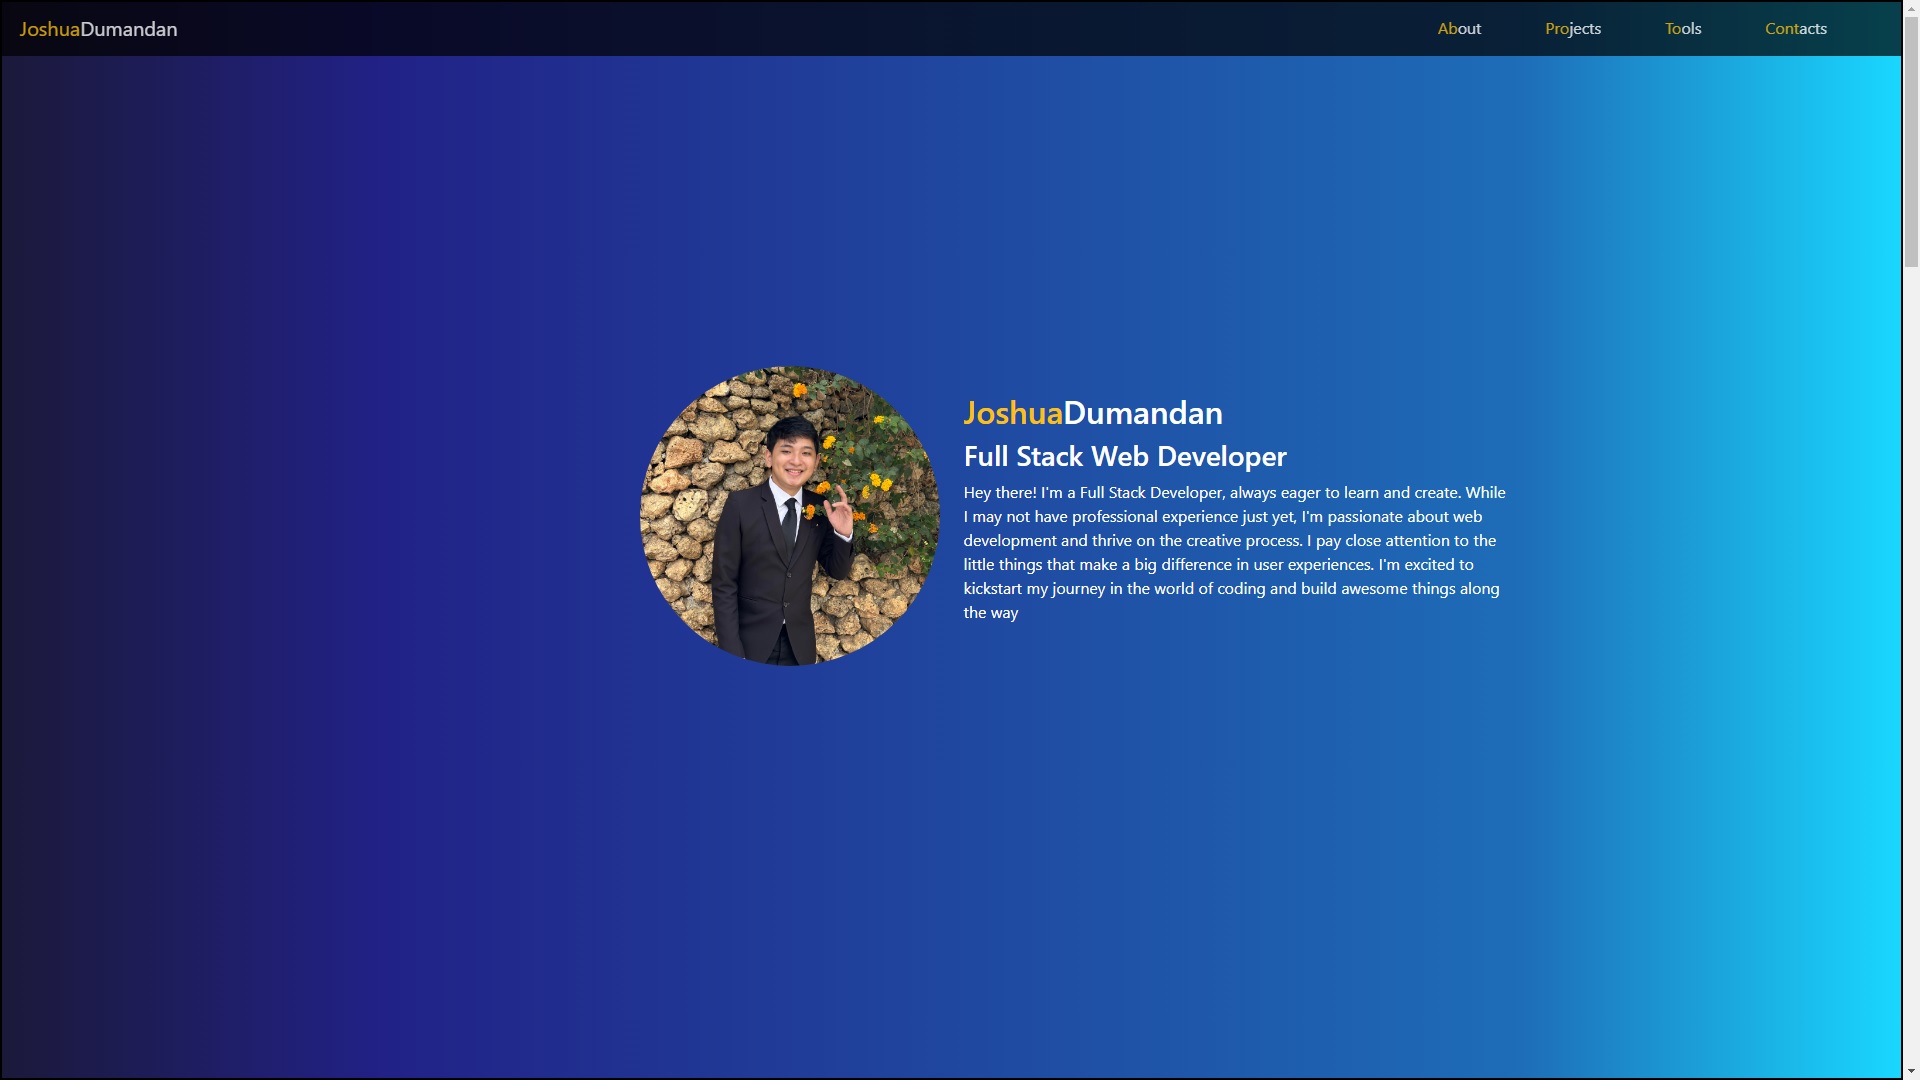 JoshuaDumandan
About Projects Tools Contacts
JoshuaDumandan
Full Stack Web Developer
Hey there! I'm a Full Stack Developer, always eager to learn and create. While
I may not have professional experience just yet, I'm passionate about web
development and thrive on the creative process. I pay close attention to the
little things that make a big difference in user experiences. I'm excited to
kickstart my journey in the world of coding and build awesome things along
the way